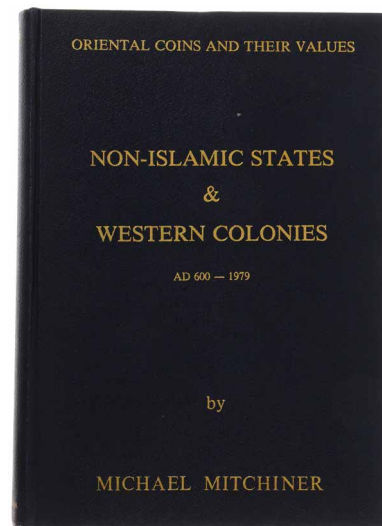 ORIENTAL COINS AND THEIR VALUES
NON-ISLAMIC STATES
&
WESTERN COLONIES
AD 600 — 1979
by
MICHAEL MITCHINER